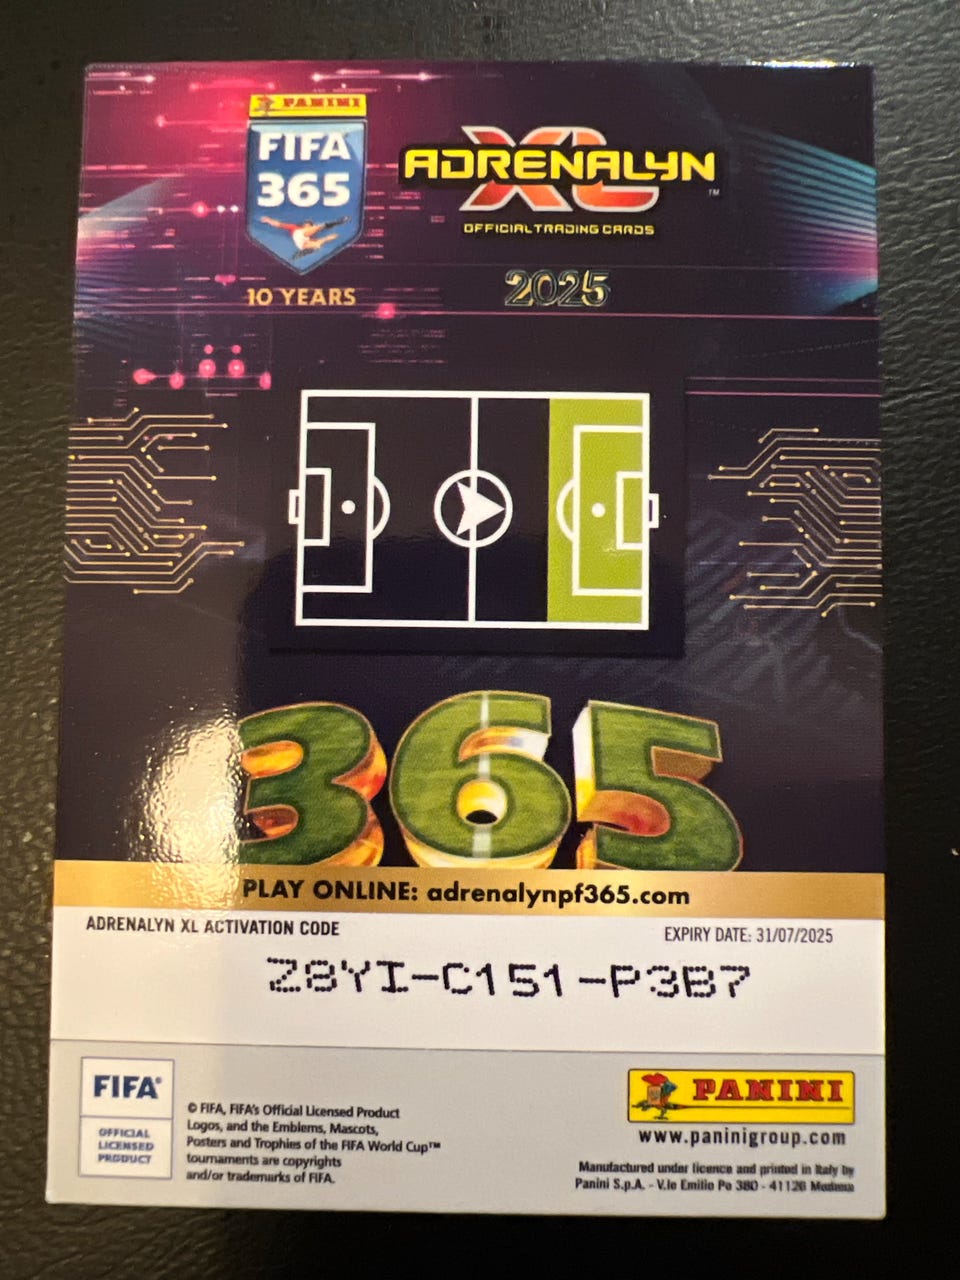 PANINI
FIFA
365
10 YEARS
ADRENALYN
XL
™
OFFICIAL TRADING CARDS
2025
365
PLAY ONLINE: adrenalynpf365.com
ADRENALYN XL ACTIVATION CODE
EXPIRY DATE: 31/07/2025
Z8YI-C151-P3B7
FIFA®
OFFICIAL
LICENSED
PRODUCT
© FIFA, FIFA's Official Licensed Product
Logos, and the Emblems, Mascots,
Posters and Trophies of the FIFA World Cup™
tournaments are copyrights
and/or trademarks of FIFA.
PANINI
www.paninigroup.com
Manufactured under licence and printed in Italy by
Panini S.p.A. - V.le Emilio Po 380 - 41126 Modena